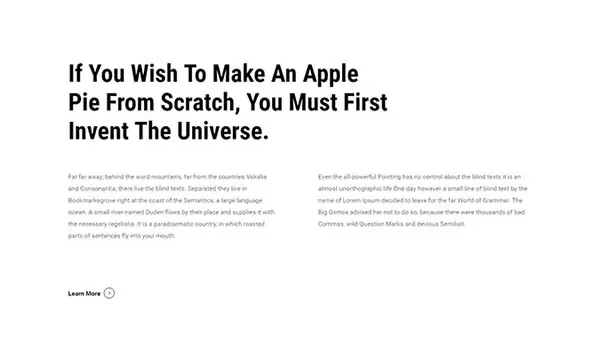 If You Wish To Make An Apple
Pie From Scratch, You Must First
Invent The Universe.
Far far away, behind the word mountains, far from the countries Vokalia
and Consonantia, there live the blind texts. Separated they live in
Bookmarksgrove right at the coast of the Semantics, a large language
ocean. A small river named Duden flows by their place and supplies it with
the necessary regelialia. It is a paradisematic country, in which roasted
parts of sentences fly into your mouth.
Even the all-powerful Pointing has no control about the blind texts it is an
almost unorthographic life One day however a small line of blind text by the
name of Lorem Ipsum decided to leave for the far World of Grammar. The
Big Oxmox advised her not to do so, because there were thousands of bad
Commas, wild Question Marks and devious Semikoli.
Learn More